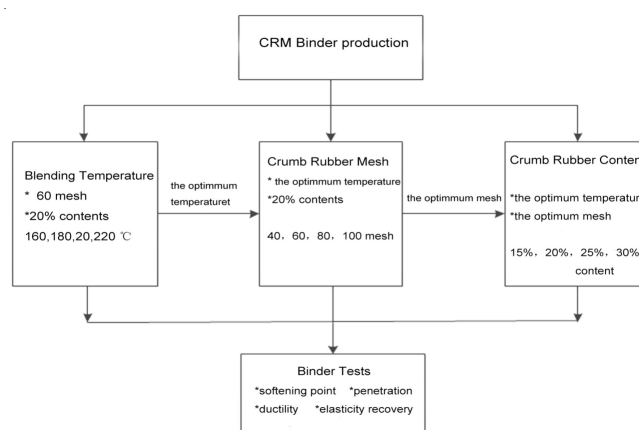 CRM Binder production
Blending Temperature
* 60 mesh
*20% contents
160,180,20,220 ℃
the optimmum
temperaturet
Crumb Rubber Mesh
* the optimmum temperature
*20% contents
40, 60, 80, 100 mesh
the optimmum mesh
Crumb Rubber Conten
*the optimum temperatur
*the optimum mesh
15%, 20%, 25%, 30%
content
Binder Tests
*softening point *penetration
*ductility *elasticity recovery